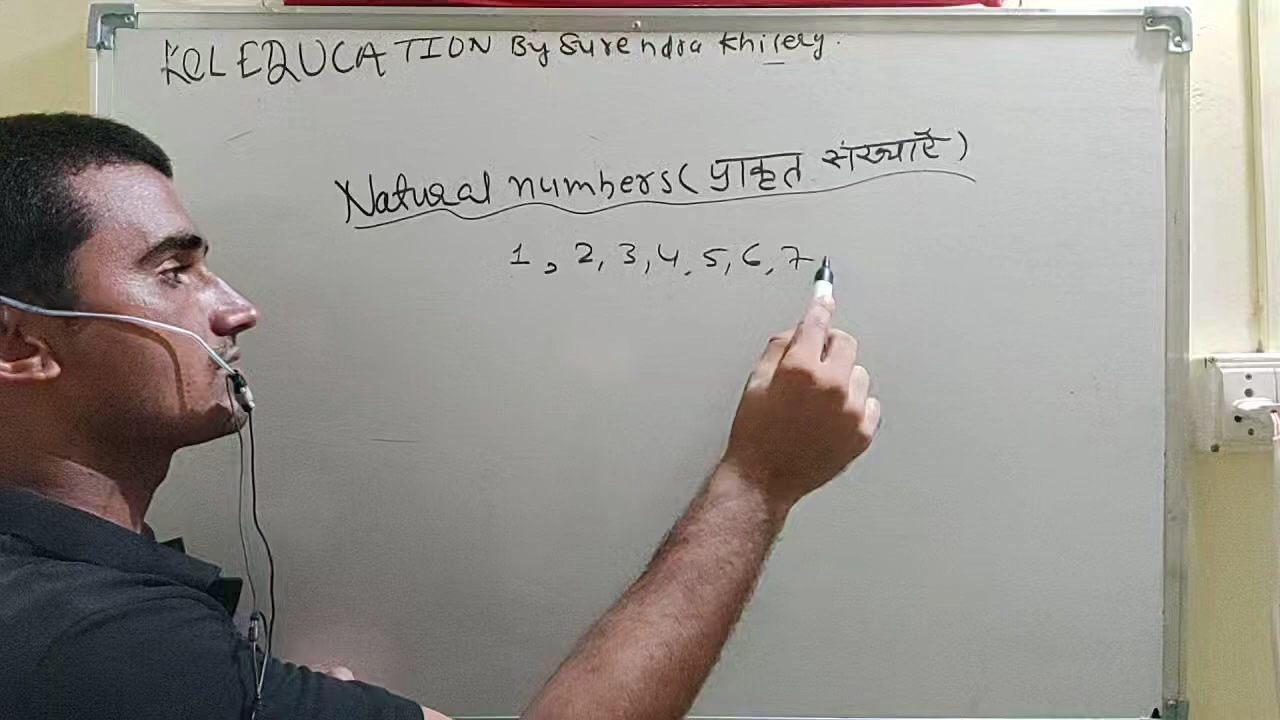 KCL EDUCATION By Surendra Khilery.
Natural numbers (प्राकृत संख्याएँ)
1, 2, 3, 4, 5, 6, 7